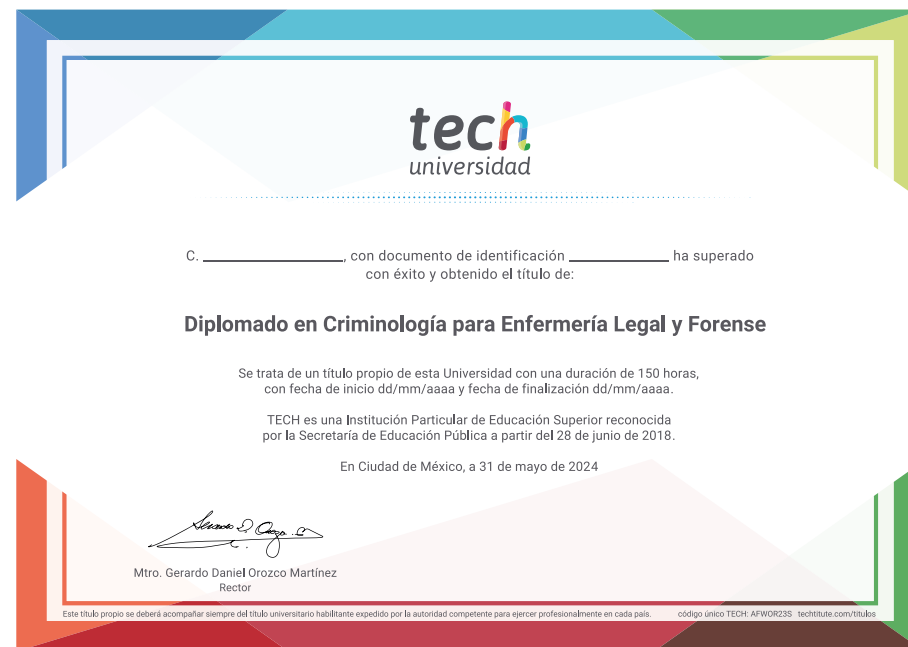 tech
universidad
C. ____________, con documento de identificación ____________ ha superado
con éxito y obtenido el título de:
Diplomado en Criminología para Enfermería Legal y Forense
Se trata de un título propio de esta Universidad con una duración de 150 horas,
con fecha de inicio dd/mm/aaaa y fecha de finalización dd/mm/aaaa.
TECH es una Institución Particular de Educación Superior reconocida
por la Secretaría de Educación Pública a partir del 28 de junio de 2018.
En Ciudad de México, a 31 de mayo de 2024
Mtro. Gerardo Daniel Orozco Martínez
Rector
Este título propio se deberá acompañar siempre del título universitario habilitante expedido por la autoridad competente para ejercer profesionalmente en cada país. código único TECH: AFWOR23S techtitute.com/titulos